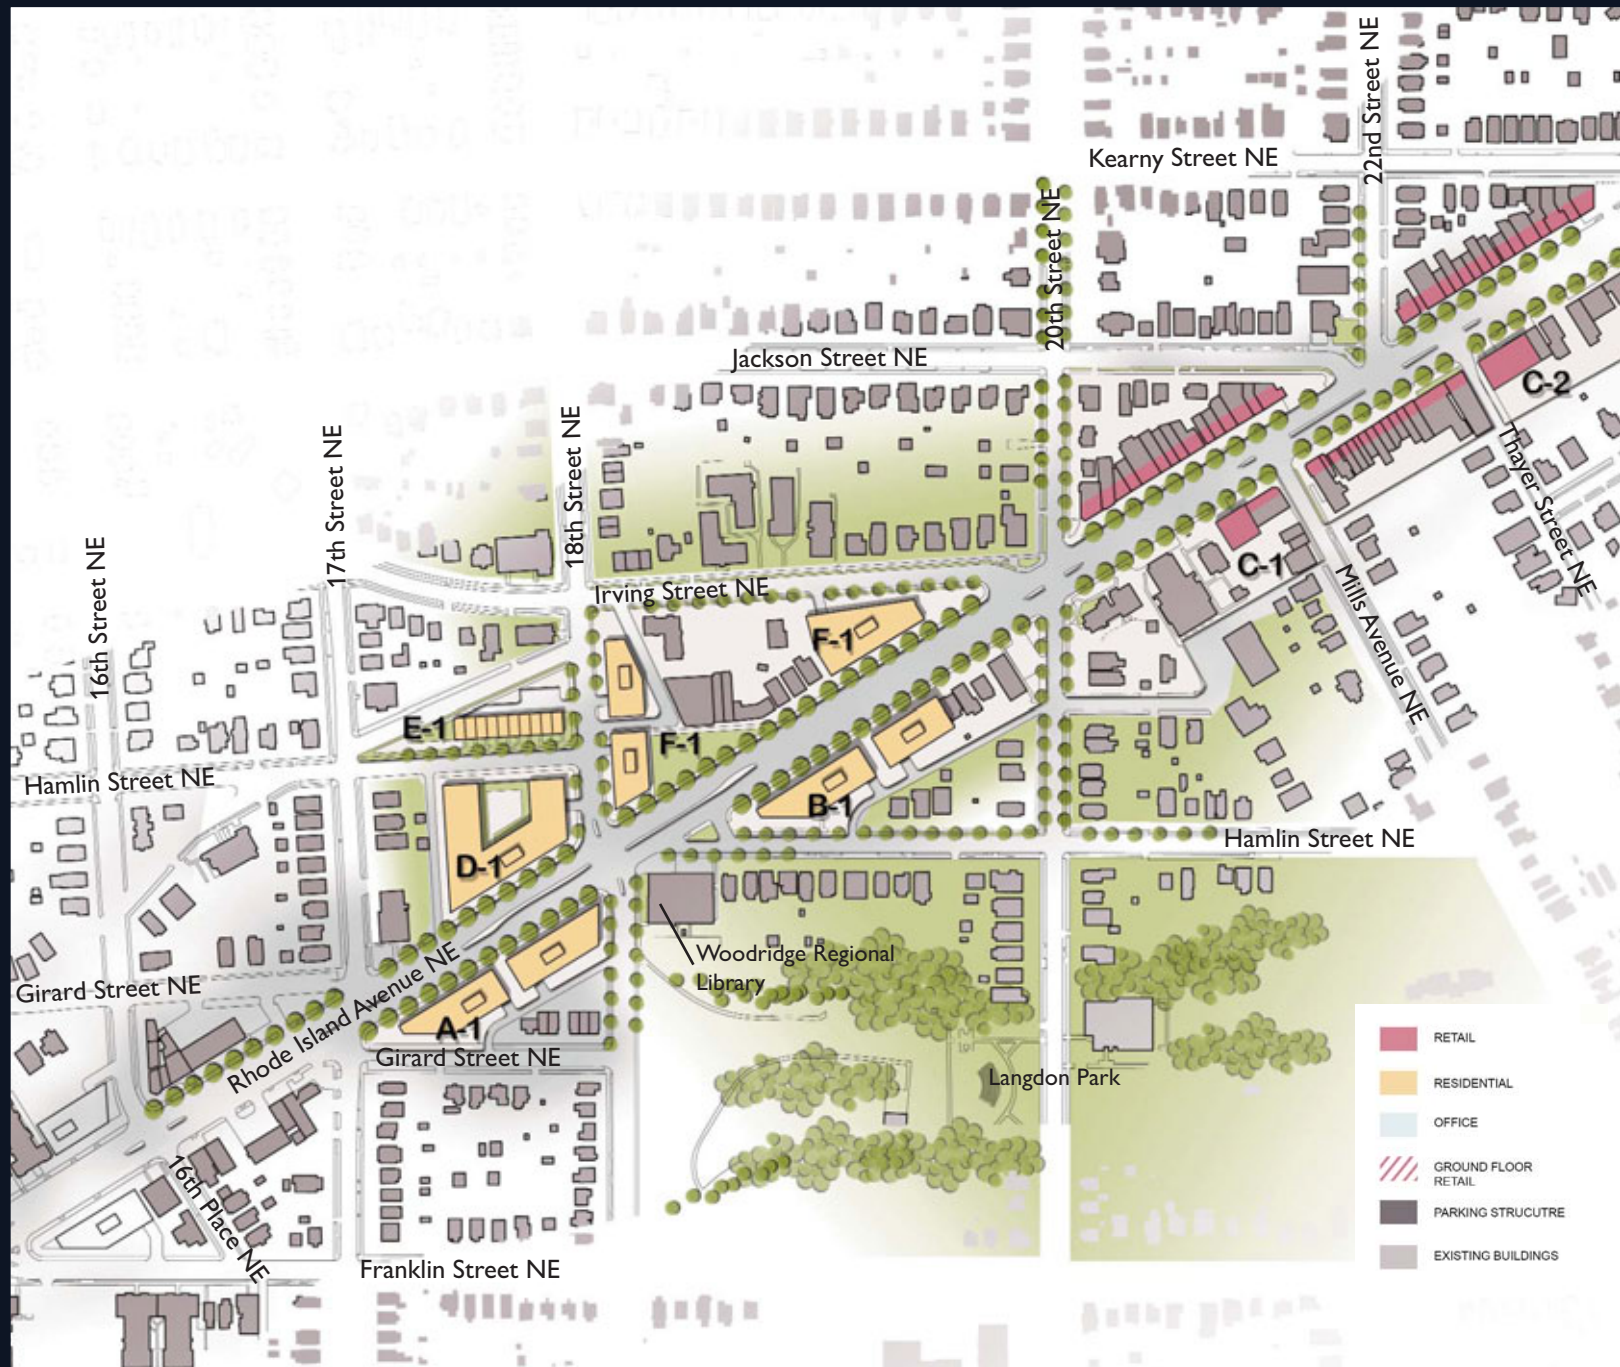 22nd Street NE
Kearny Street NE
20th Street NE
Jackson Street NE
C-2
18th Street NE
17th Street NE
Thayer Street NE
16th Street NE
C-1
Irving Street NE
Mills Avenue NE
F-1
E-1
F-1
Hamlin Street NE
B-1
Hamlin Street NE
D-1
Woodridge Regional
Library
Girard Street NE
Rhode Island Avenue NE
A-1
Girard Street NE
Langdon Park
16th Place NE
Franklin Street NE
RETAIL
RESIDENTIAL
OFFICE
GROUND FLOOR
RETAIL
PARKING STRUCUTRE
EXISTING BUILDINGS